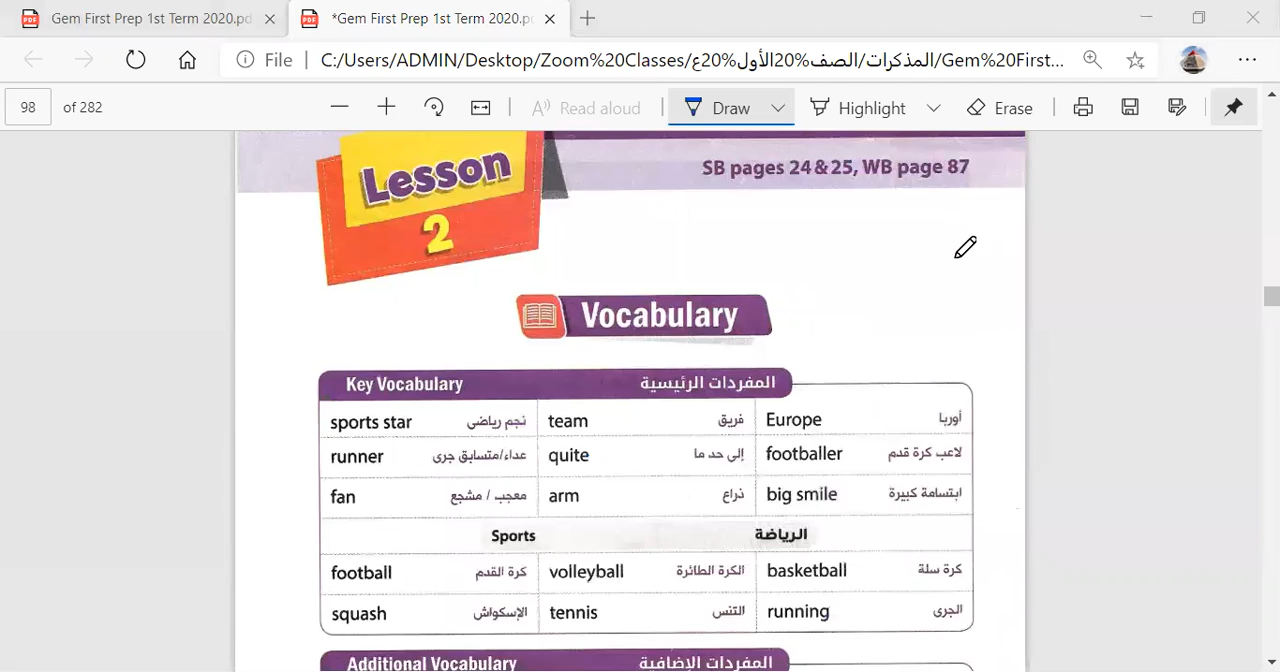 Gem First Prep 1st Term 2020.pd
*Gem First Prep 1st Term 2020.po
File
C:/Users/ADMIN/Desktop/Zoom%20Classes/المذكرات/الصف%20الأول%20ع/Gem%20First...
98 of 282
Read aloud
Draw
Highlight
Erase
Lesson
2
SB pages 24 & 25, WB page 87
Vocabulary
Key Vocabulary المفردات الرئيسية
sports star نجم رياضى team فريق Europe أوربا
runner عداء/متسابق جرى quite إلى حد ما footballer لاعب كرة قدم
fan معجب / مشجع arm ذراع big smile ابتسامة كبيرة
Sports الرياضة
football كرة القدم volleyball الكرة الطائرة basketball كرة سلة
squash الإسكواش tennis التنس running الجرى
Additional Vocabulary المفردات الإضافية